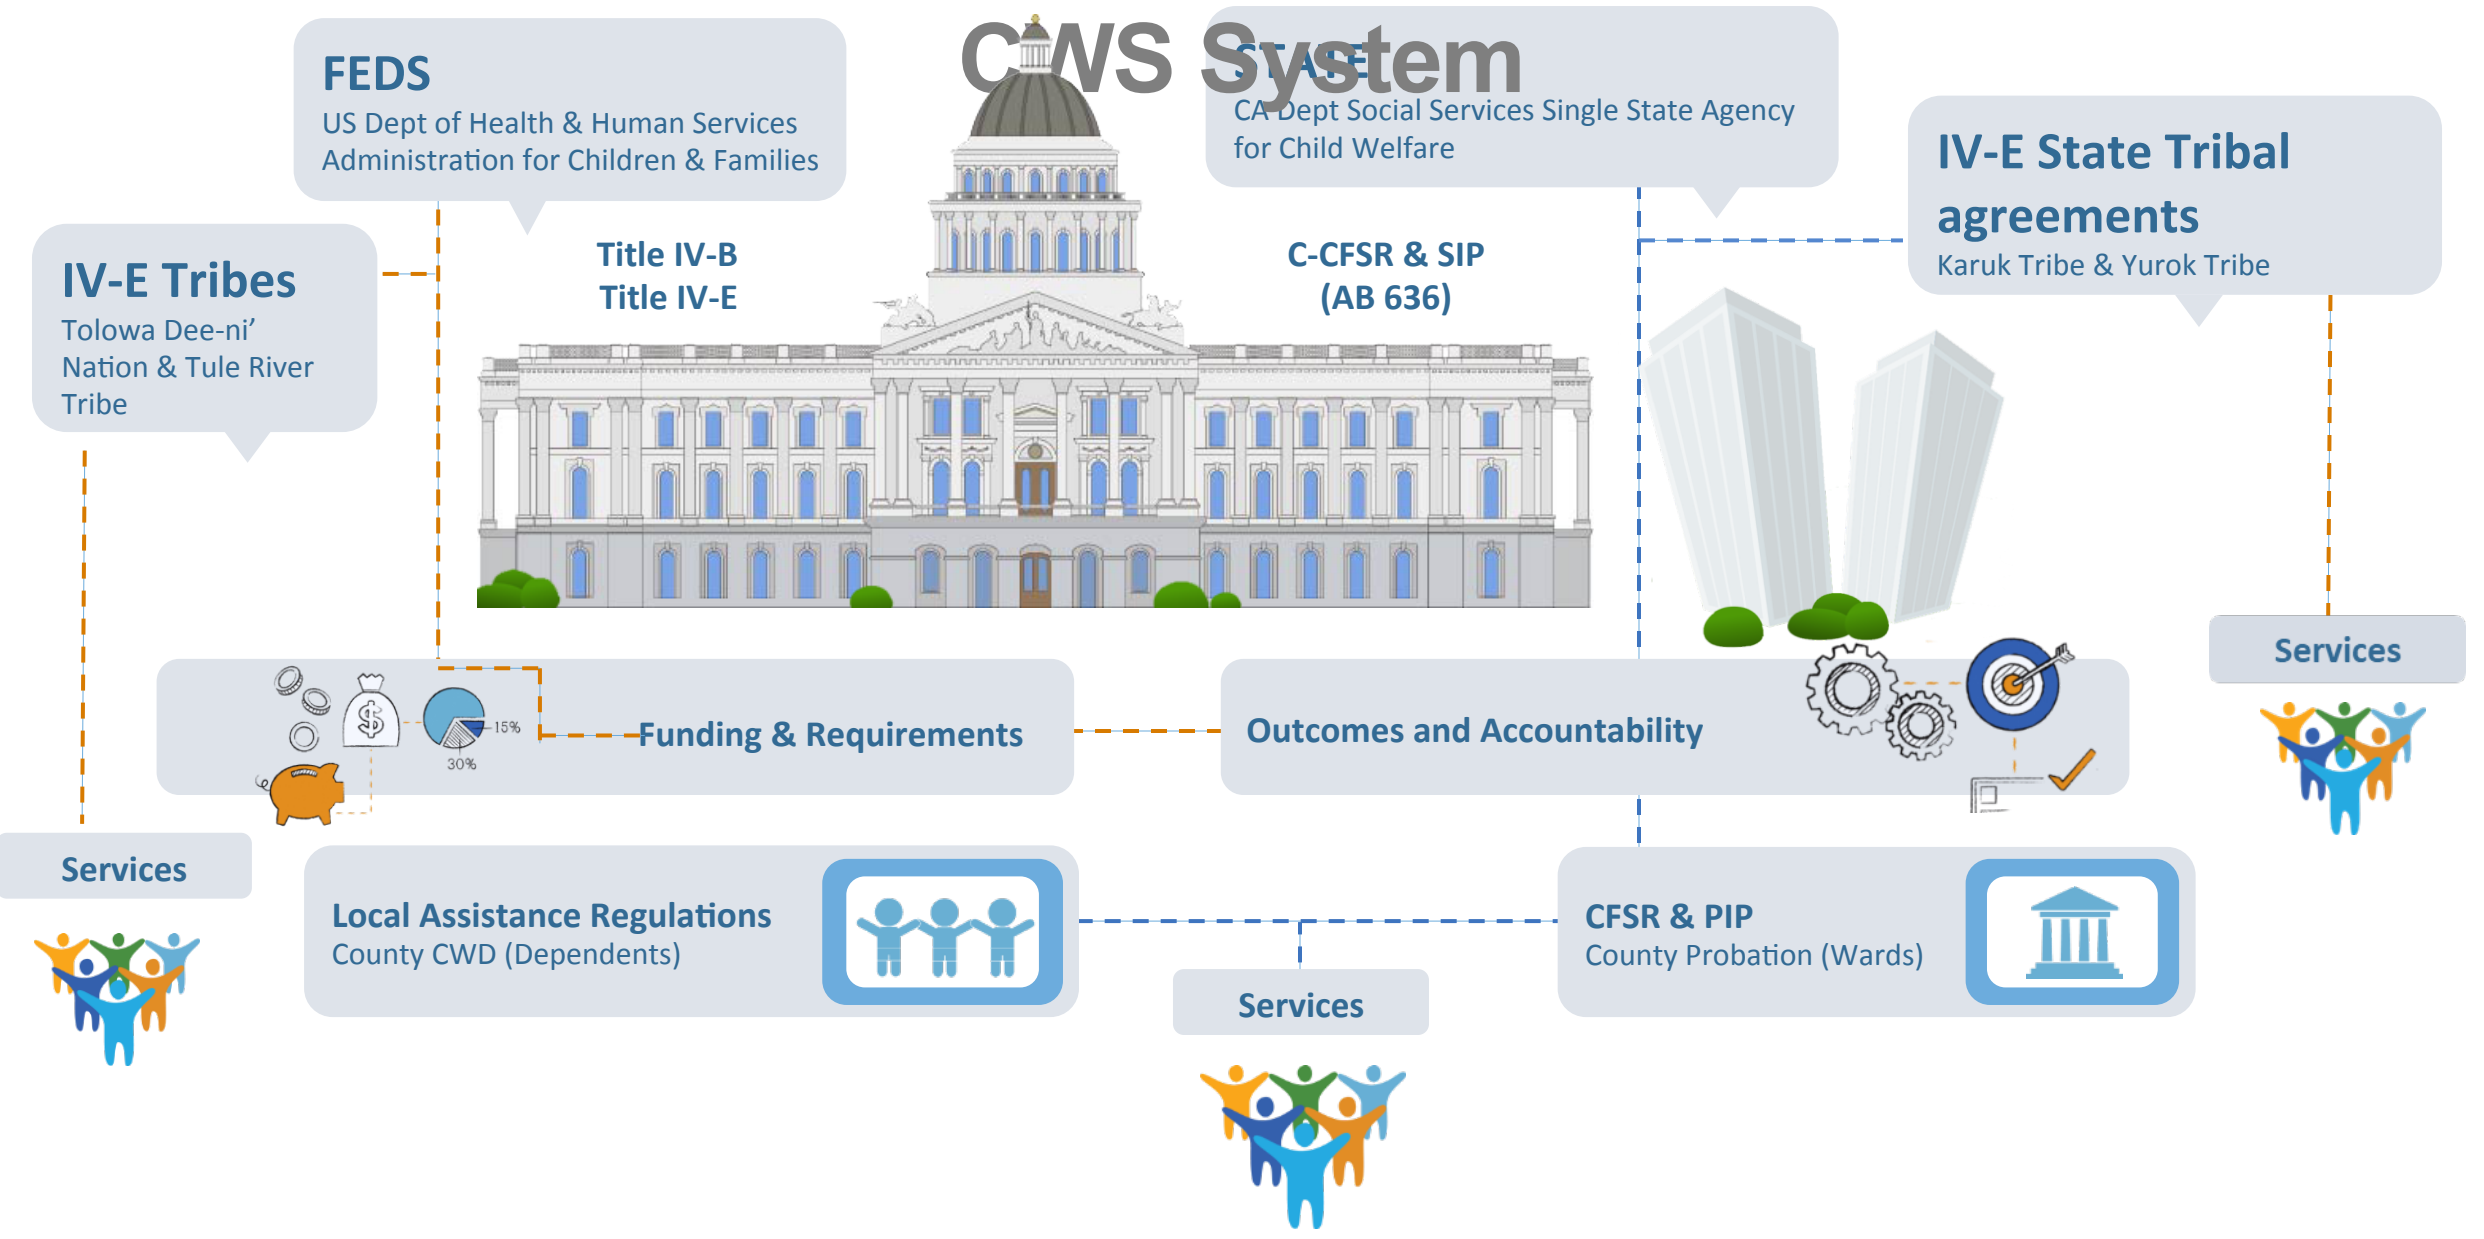 CWS System
FEDS
US Dept of Health & Human Services
Administration for Children & Families
STATE
CA Dept Social Services Single State Agency
for Child Welfare
IV-E State Tribal
agreements
Karuk Tribe & Yurok Tribe
IV-E Tribes
Tolowa Dee-ni’
Nation & Tule River
Tribe
Title IV-B
Title IV-E
C-CFSR & SIP
(AB 636)
Services
$
15%
30%
Funding & Requirements
Outcomes and Accountability
Services
Local Assistance Regulations
County CWD (Dependents)
CFSR & PIP
County Probation (Wards)
Services